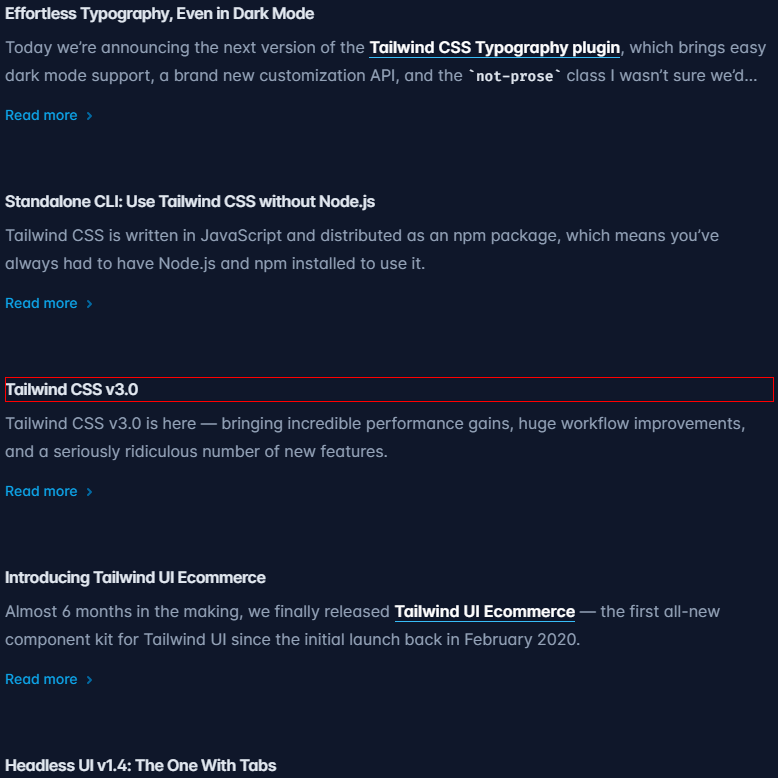 Effortless Typography, Even in Dark Mode
Today we’re announcing the next version of the Tailwind CSS Typography plugin, which brings easy
dark mode support, a brand new customization API, and the `not-prose` class I wasn’t sure we’d…
Read more
Standalone CLI: Use Tailwind CSS without Node.js
Tailwind CSS is written in JavaScript and distributed as an npm package, which means you’ve
always had to have Node.js and npm installed to use it.
Read more
Tailwind CSS v3.0
Tailwind CSS v3.0 is here — bringing incredible performance gains, huge workflow improvements,
and a seriously ridiculous number of new features.
Read more
Introducing Tailwind UI Ecommerce
Almost 6 months in the making, we finally released Tailwind UI Ecommerce — the first all-new
component kit for Tailwind UI since the initial launch back in February 2020.
Read more
Headless UI v1.4: The One With Tabs